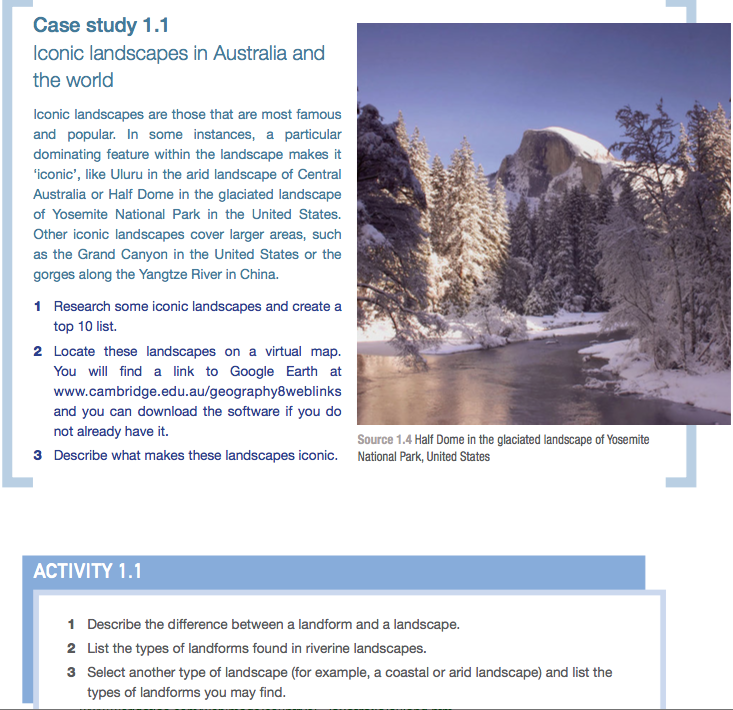 Case study 1.1
Iconic landscapes in Australia and
the world
Iconic landscapes are those that are most famous
and popular. In some instances, a particular
dominating feature within the landscape makes it
‘iconic’, like Uluru in the arid landscape of Central
Australia or Half Dome in the glaciated landscape
of Yosemite National Park in the United States.
Other iconic landscapes cover larger areas, such
as the Grand Canyon in the United States or the
gorges along the Yangtze River in China.
1 Research some iconic landscapes and create a
top 10 list.
2 Locate these landscapes on a virtual map.
You will find a link to Google Earth at
www.cambridge.edu.au/geography8weblinks
and you can download the software if you do
not already have it.
3 Describe what makes these landscapes iconic.
Source 1.4 Half Dome in the glaciated landscape of Yosemite
National Park, United States
ACTIVITY 1.1
1 Describe the difference between a landform and a landscape.
2 List the types of landforms found in riverine landscapes.
3 Select another type of landscape (for example, a coastal or arid landscape) and list the
types of landforms you may find.